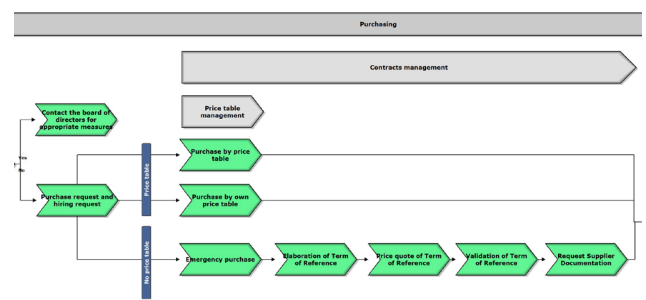 Purchasing
Contracts management
Price table
management
Contact the board of
directors for
appropriate measures
Yes
No
Price table
Purchase by price
table
Purchase request and
hiring request
Purchase by own
price table
No price table
Emergency purchase
Elaboration of Term
of Reference
Price quote of Term
of Reference
Validation of Term
of Reference
Request Supplier
Documentation